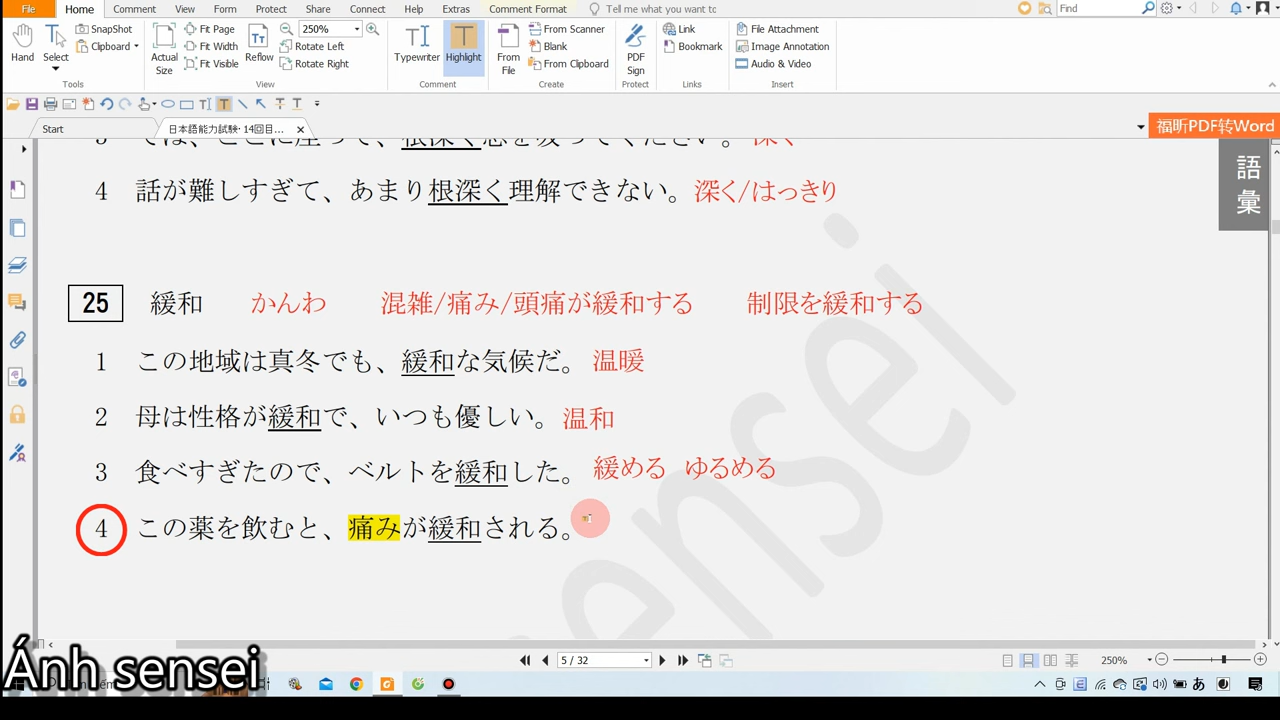 File Home Comment View Form Protect Share Connect Help Extras Comment Format Tell me what you want to Find
Hand Select SnapShot Clipboard Actual Size Fit Page Fit Width Fit Visible Reflow 250% Rotate Left Rotate Right Typewriter Highlight From File From Scanner Blank From Clipboard PDF Sign Link Bookmark File Attachment Image Annotation Audio & Video
Tools View Comment Create Protect Links Insert
Start 日本語能力試験・14回目... 福昕PDF转Word
4 話が難しすぎて、あまり根深く理解できない。 深く/はっきり
語彙
25 緩和 かんわ 混雑/痛み/頭痛が緩和する 制限を緩和する
1 この地域は真冬でも、緩和な気候だ。 温暖
2 母は性格が緩和で、いつも優しい。 温和
3 食べすぎたので、ベルトを緩和した。 緩める ゆるめる
4 この薬を飲むと、痛みが緩和される。
sensei
5 / 32 250%
Ánh sensei